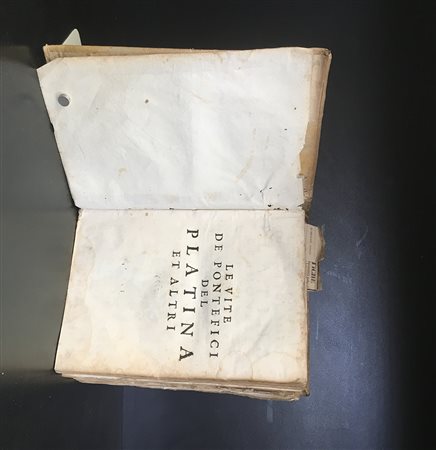 LE VITE
DE PONTEFICI
DEL
PLATINA
ET ALTRI